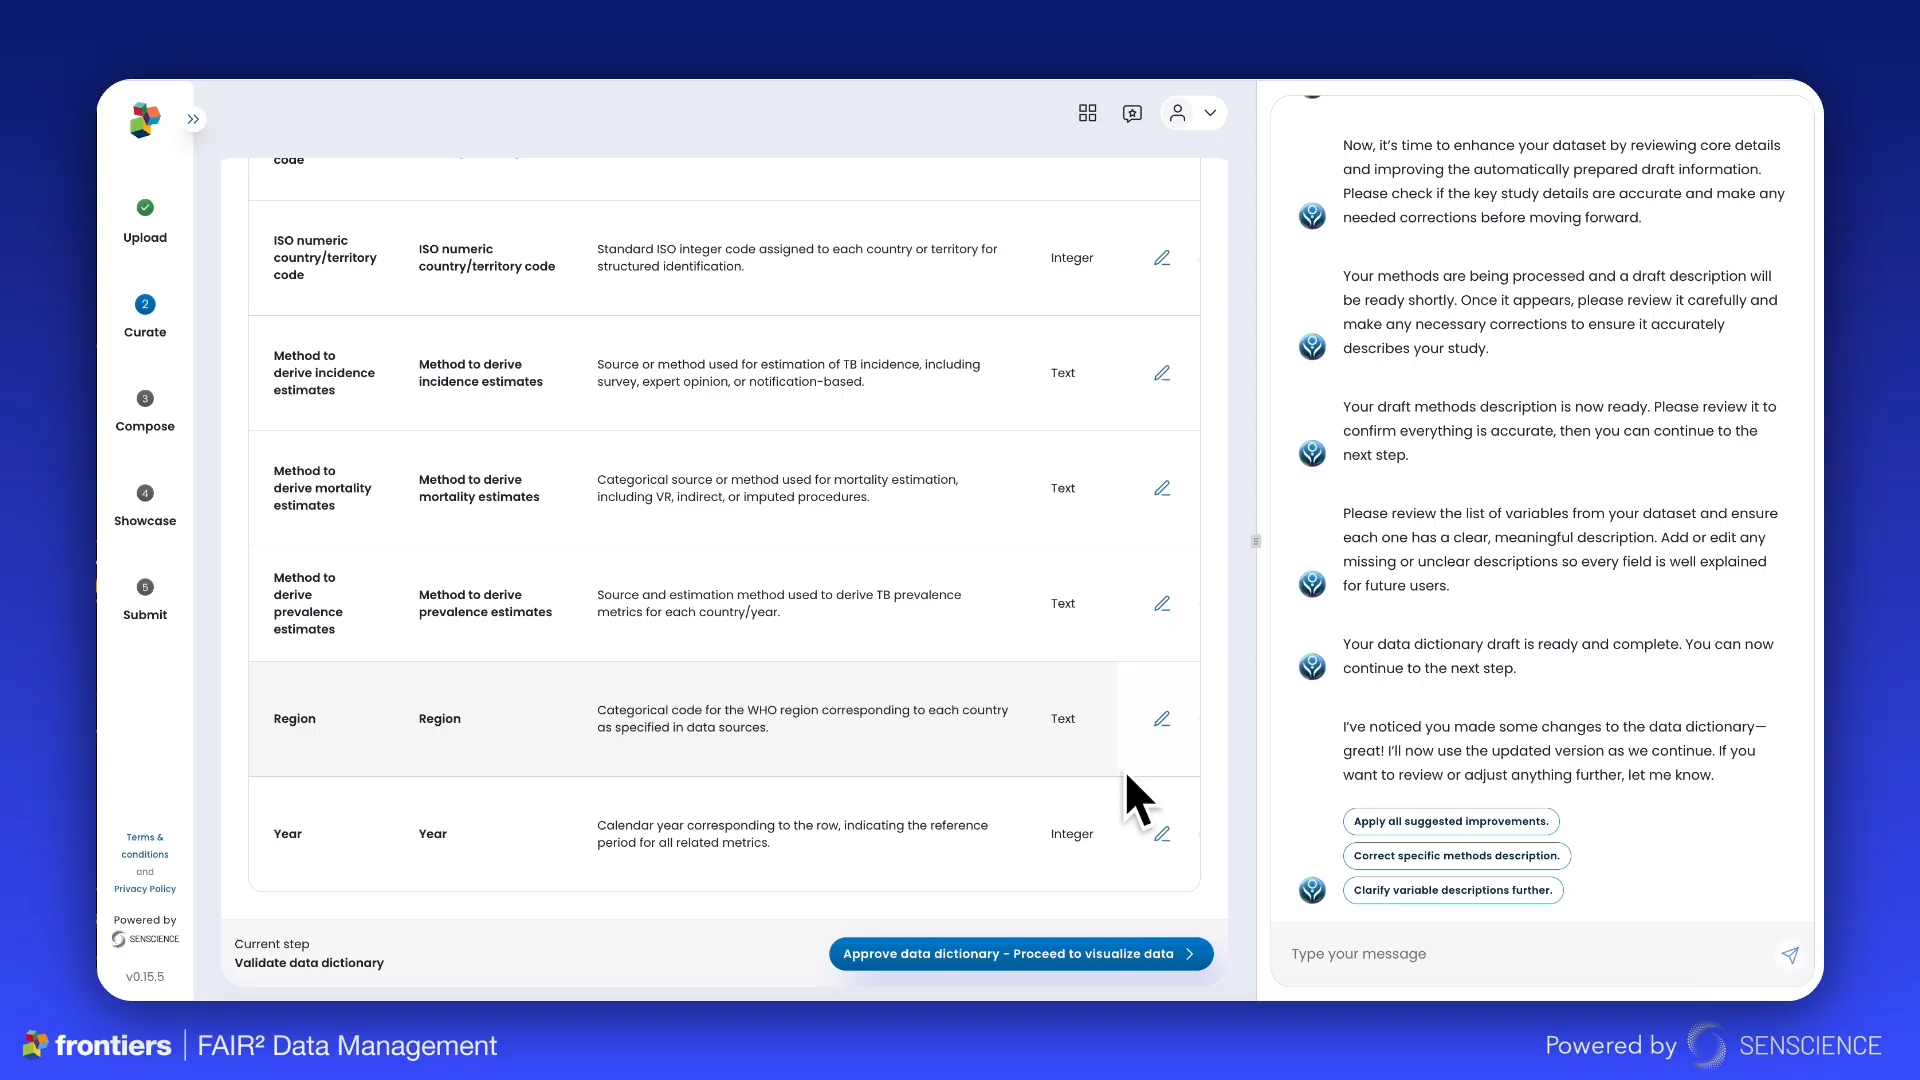 Upload
2
Curate
3
Compose
4
Showcase
5
Submit
Terms &
conditions
and
Privacy Policy
Powered by
SENSCIENCE
v0.15.5
code
ISO numeric
country/territory
code
ISO numeric
country/territory code
Standard ISO integer code assigned to each country or territory for
structured identification.
Integer
Method to
derive incidence
estimates
Method to derive
incidence estimates
Source or method used for estimation of TB incidence, including
survey, expert opinion, or notification-based.
Text
Method to
derive mortality
estimates
Method to derive
mortality estimates
Categorical source or method used for mortality estimation,
including VR, indirect, or imputed procedures.
Text
Method to
derive
prevalence
estimates
Method to derive
prevalence estimates
Source and estimation method used to derive TB prevalence
metrics for each country/year.
Text
Region
Region
Categorical code for the WHO region corresponding to each country
as specified in data sources.
Text
Year
Year
Calendar year corresponding to the row, indicating the reference
period for all related metrics.
Integer
Current step
Validate data dictionary
Approve data dictionary - Proceed to visualize data
Now, it's time to enhance your dataset by reviewing core details
and improving the automatically prepared draft information.
Please check if the key study details are accurate and make any
needed corrections before moving forward.
Your methods are being processed and a draft description will
be ready shortly. Once it appears, please review it carefully and
make any necessary corrections to ensure it accurately
describes your study.
Your draft methods description is now ready. Please review it to
confirm everything is accurate, then you can continue to the
next step.
Please review the list of variables from your dataset and ensure
each one has a clear, meaningful description. Add or edit any
missing or unclear descriptions so every field is well explained
for future users.
Your data dictionary draft is ready and complete. You can now
continue to the next step.
I've noticed you made some changes to the data dictionary—
great! I'll now use the updated version as we continue. If you
want to review or adjust anything further, let me know.
Apply all suggested improvements.
Correct specific methods description.
Clarify variable descriptions further.
Type your message
frontiers | FAIR² Data Management
Powered by SENSCIENCE